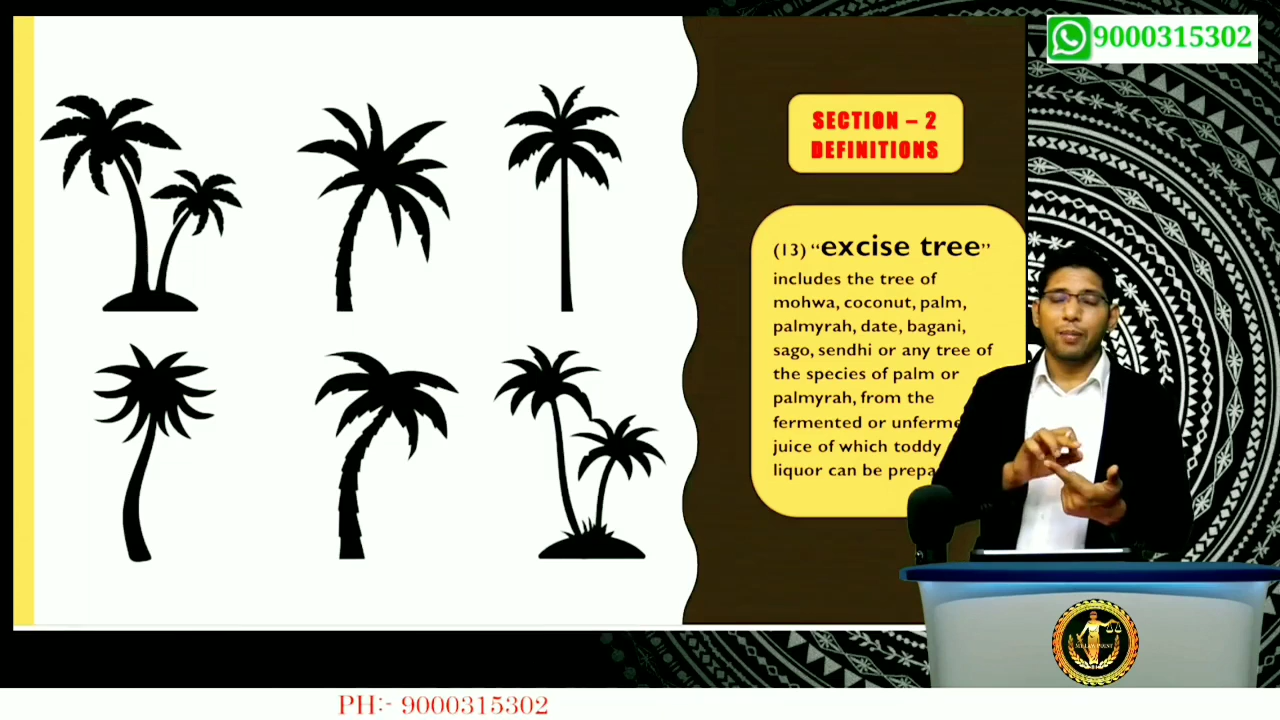 9000315302
SECTION – 2
DEFINITIONS
(13) “excise tree”
includes the tree of
mohwa, coconut, palm,
palmyrah, date, bagani,
sago, sendhi or any tree of
the species of palm or
palmyrah, from the
fermented or unferme
juice of which toddy
liquor can be prepa
PH:- 9000315302